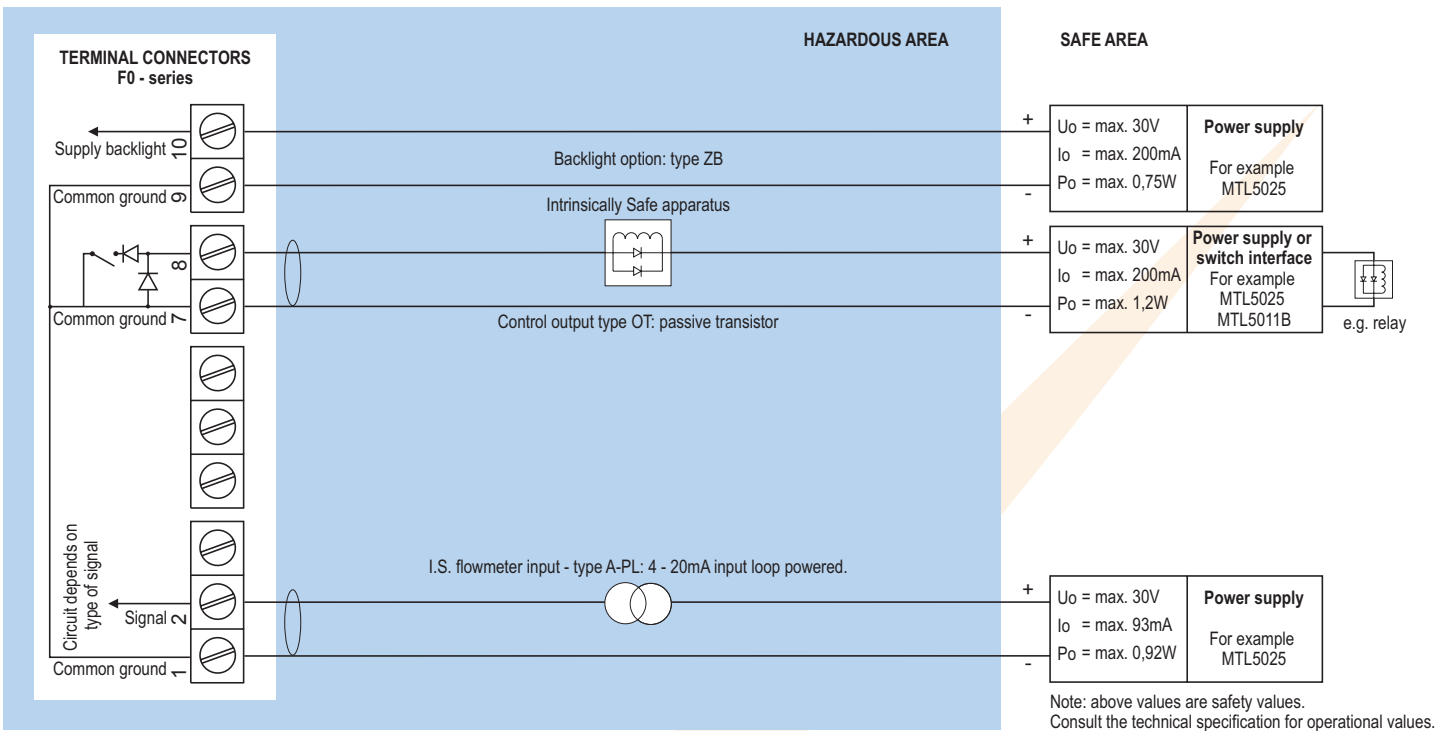 HAZARDOUS AREA
SAFE AREA
TERMINAL CONNECTORS
F0 - series
Supply backlight
10
Backlight option: type ZB
+
Uo = max. 30V
Io = max. 200mA
Po = max. 0,75W
Power supply
For example
MTL5025
Common ground
9
-
Intrinsically Safe apparatus
8
+
Uo = max. 30V
Io = max. 200mA
Po = max. 1,2W
Power supply or
switch interface
For example
MTL5025
MTL5011B
e.g. relay
Common ground
7
-
Control output type OT: passive transistor
Circuit depends on
type of signal
I.S. flowmeter input - type A-PL: 4 - 20mA input loop powered.
Signal
2
+
Uo = max. 30V
Io = max. 93mA
Po = max. 0,92W
Power supply
For example
MTL5025
Common ground
1
-
Note: above values are safety values.
Consult the technical specification for operational values.